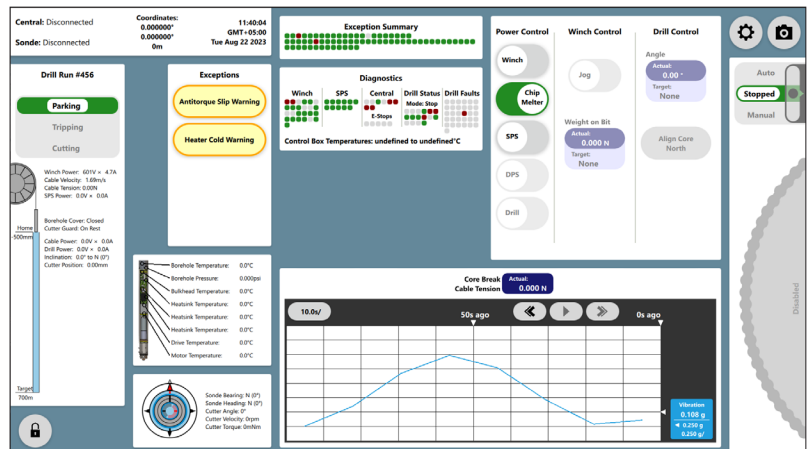 Central: Disconnected
Sonde: Disconnected
Coordinates:
0.000000°
0.000000°
0m
11:40:04
GMT+05:00
Tue Aug 22 2023
Drill Run #456
Parking
Tripping
Cutting
Winch Power: 601V × 4.7A
Cable Velocity: 1.69m/s
Cable Tension: 0.00N
SPS Power: 0.0V × 0.0A
Borehole Cover: Closed
Cutter Guard: On Rest
Home
-500mm
Cable Power: 0.0V × 0.0A
Drill Power: 0.0V × 0.0A
Inclination: 0.0° to N (0°)
Cutter Position: 0.00mm
Target
700m
Exceptions
Antitorque Slip Warning
Heater Cold Warning
Borehole Temperature: 0.0°C
Borehole Pressure: 0.000psi
Bulkhead Temperature: 0.0°C
Heatsink Temperature: 0.0°C
Heatsink Temperature: 0.0°C
Heatsink Temperature: 0.0°C
Drive Temperature: 0.0°C
Motor Temperature: 0.0°C
Sonde Bearing: N (0°)
Sonde Heading: N (0°)
Cutter Angle: 0°
Cutter Velocity: 0rpm
Cutter Torque: 0mNm
Exception Summary
Diagnostics
Winch
SPS
Central
E-Stops
Drill Status
Mode: Stop
Drill Faults
Control Box Temperatures: undefined to undefined°C
Power Control
Winch
Chip
Melter
SPS
DPS
Drill
Winch Control
Jog
Weight on Bit
Actual:
0.000 N
Target:
None
Drill Control
Angle
Actual:
0.00 °
Target:
None
Align Core
North
Core Break
Cable Tension
Actual:
0.000 N
10.0s/
50s ago
0s ago
Vibration
0.108 g
◄ 0.250 g
0.250 g/
Auto
Stopped
Manual
Disabled